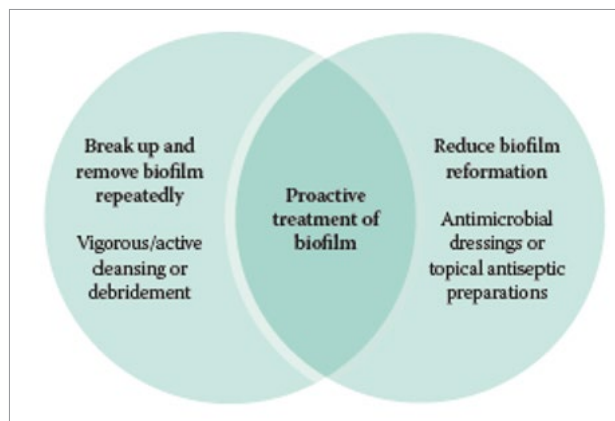 Break up and
remove biofilm
repeatedly
Vigorous/active
cleansing or
debridement
Proactive
treatment of
biofilm
Reduce biofilm
reformation
Antimicrobial
dressings or
topical antiseptic
preparations